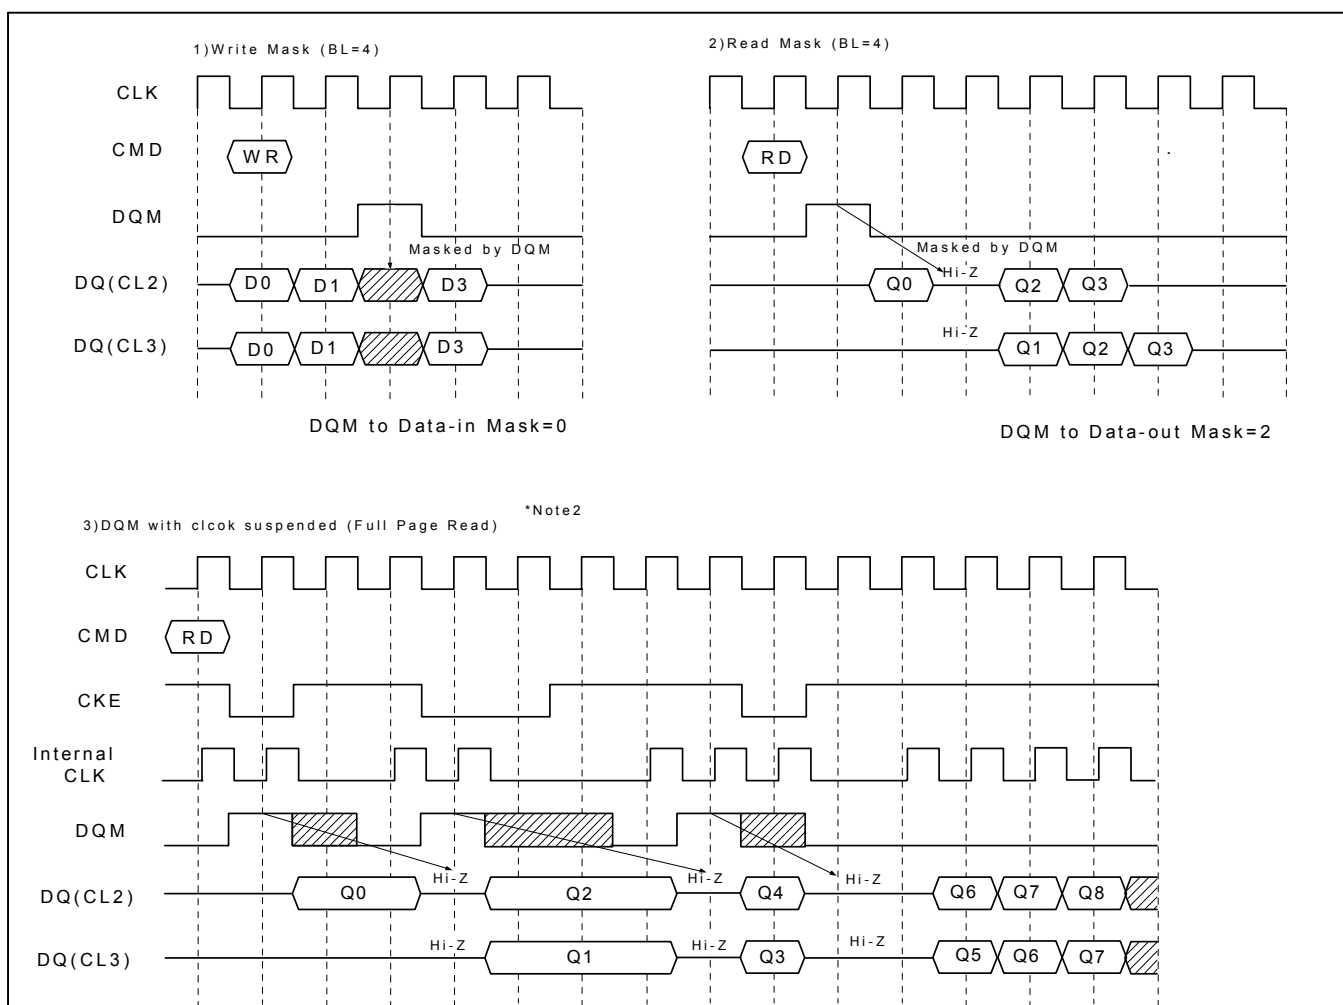 1)Write Mask (BL=4)
2)Read Mask (BL=4)
CLK
CMD
WR
RD
DQM
Masked by DQM
Masked by DQM
DQ(CL2)
D0 D1 D3
Hi-Z
Q0 Q2 Q3
DQ(CL3)
D0 D1 D3
Hi-Z
Q1 Q2 Q3
DQM to Data-in Mask=0
DQM to Data-out Mask=2
3)DQM with clcok suspended (Full Page Read)
*Note2
CLK
CMD
RD
CKE
Internal
CLK
DQM
DQ(CL2)
Q0 Hi-Z Q2 Hi-Z Q4 Hi-Z Q6 Q7 Q8
DQ(CL3)
Hi-Z Q1 Hi-Z Q3 Hi-Z Q5 Q6 Q7